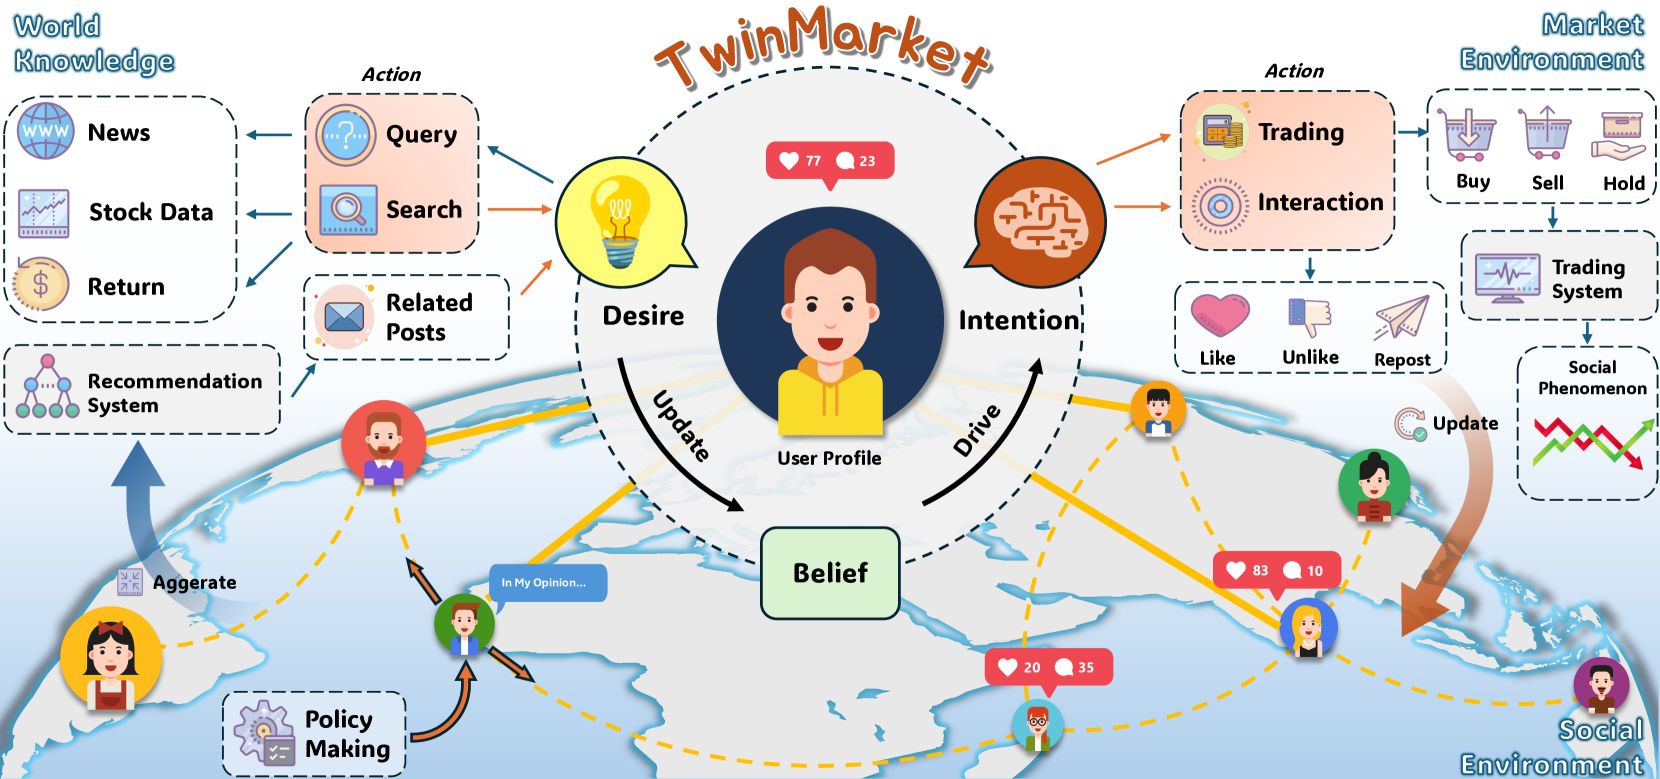 TwinMarket
World
Knowledge
Market
Environment
Action
WWW
News
Stock Data
$
Return
?
Query
Search
Related
Posts
Recommendation
System
77
23
Desire
Intention
Update
Drive
User Profile
Belief
Action
Trading
Interaction
Buy
Sell
Hold
Trading
System
Like
Unlike
Repost
Social
Phenomenon
Update
Aggerate
In My Opinion...
83
10
20
35
Policy
Making
Social
Environment